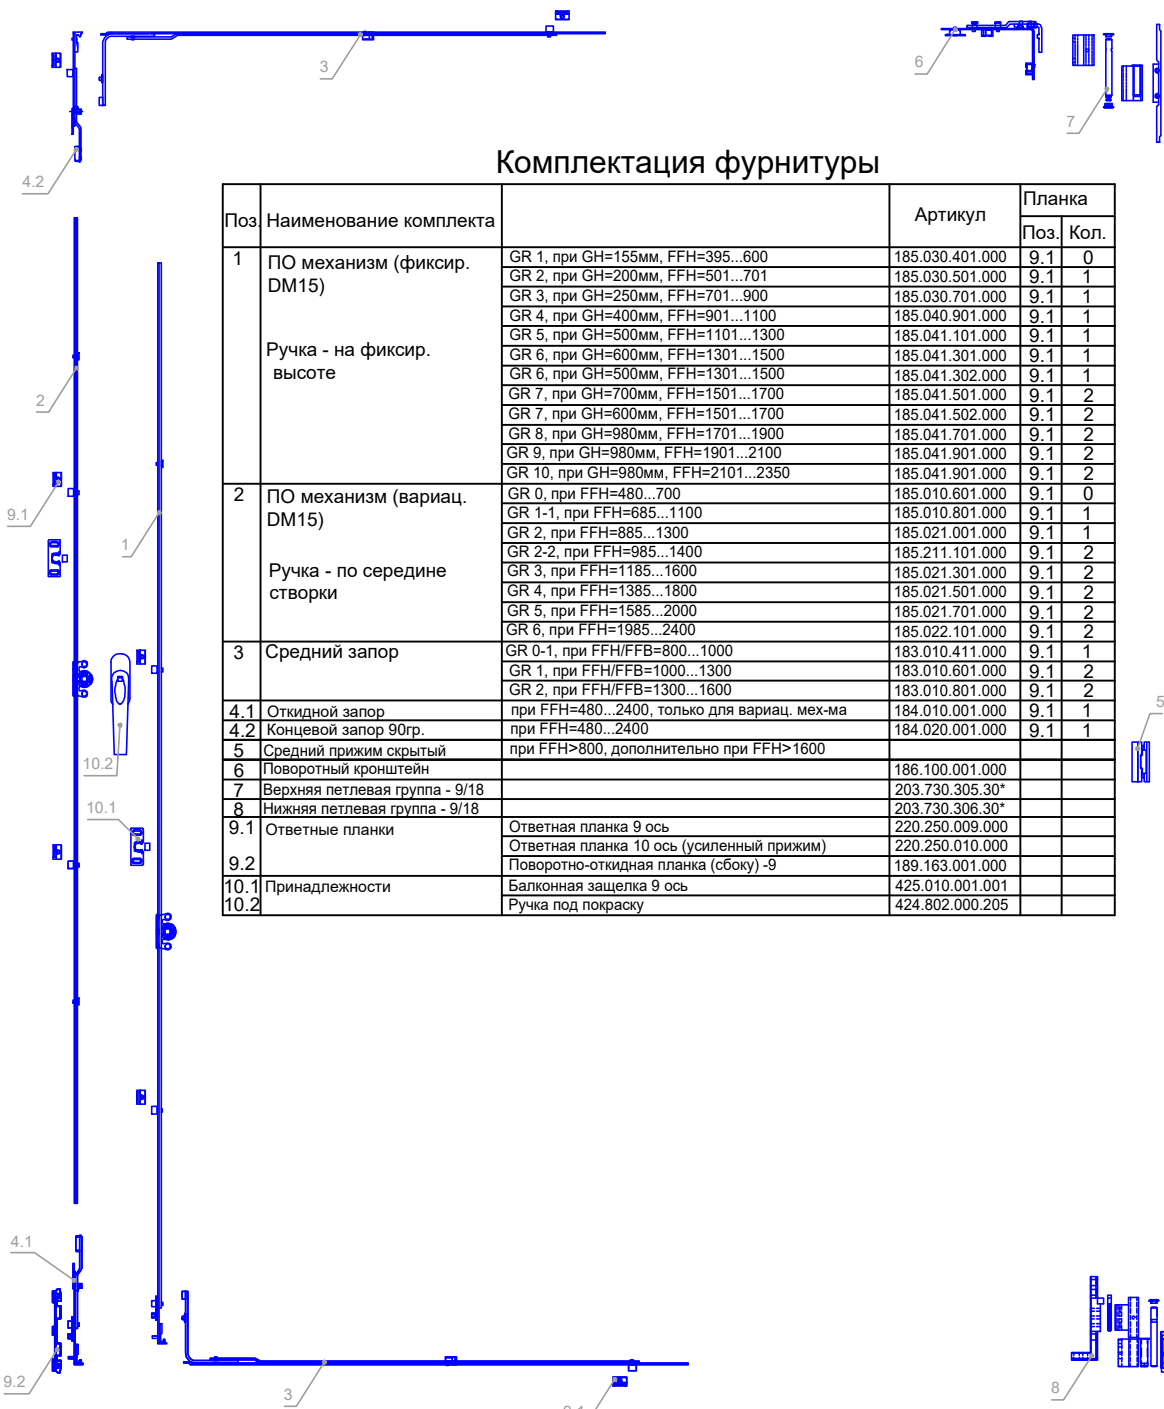 3
6
7
4.2
Комплектация фурнитуры
Поз. Наименование комплекта Артикул Планка
Поз. Кол.
1 ПО механизм (фиксир. DM15)
Ручка - на фиксир. высоте
GR 1, при GH=155мм, FFH=395...600 185.030.401.000 9.1 0
GR 2, при GH=200мм, FFH=501...701 185.030.501.000 9.1 1
GR 3, при GH=250мм, FFH=701...900 185.030.701.000 9.1 1
GR 4, при GH=400мм, FFH=901...1100 185.040.901.000 9.1 1
GR 5, при GH=500мм, FFH=1101...1300 185.041.101.000 9.1 1
GR 6, при GH=600мм, FFH=1301...1500 185.041.301.000 9.1 1
GR 6, при GH=500мм, FFH=1301...1500 185.041.302.000 9.1 1
GR 7, при GH=700мм, FFH=1501...1700 185.041.501.000 9.1 2
GR 7, при GH=600мм, FFH=1501...1700 185.041.502.000 9.1 2
GR 8, при GH=980мм, FFH=1701...1900 185.041.701.000 9.1 2
GR 9, при GH=980мм, FFH=1901...2100 185.041.901.000 9.1 2
GR 10, при GH=980мм, FFH=2101...2350 185.041.901.000 9.1 2
2 ПО механизм (вариац. DM15)
Ручка - по середине створки
GR 0, при FFH=480...700 185.010.601.000 9.1 0
GR 1-1, при FFH=685...1100 185.010.801.000 9.1 1
GR 2, при FFH=885...1300 185.021.001.000 9.1 1
GR 2-2, при FFH=985...1400 185.211.101.000 9.1 2
GR 3, при FFH=1185...1600 185.021.301.000 9.1 2
GR 4, при FFH=1385...1800 185.021.501.000 9.1 2
GR 5, при FFH=1585...2000 185.021.701.000 9.1 2
GR 6, при FFH=1985...2400 185.022.101.000 9.1 2
3 Средний запор
GR 0-1, при FFH/FFB=800...1000 183.010.411.000 9.1 1
GR 1, при FFH/FFB=1000...1300 183.010.601.000 9.1 2
GR 2, при FFH/FFB=1300...1600 183.010.801.000 9.1 2
4.1 Откидной запор при FFH=480...2400, только для вариац. мех-ма 184.010.001.000 9.1 1
4.2 Концевой запор 90гр. при FFH=480...2400 184.020.001.000 9.1 1
5 Средний прижим скрытый при FFH>800, дополнительно при FFH>1600
6 Поворотный кронштейн 186.100.001.000
7 Верхняя петлевая группа - 9/18 203.730.305.30*
8 Нижняя петлевая группа - 9/18 203.730.306.30*
9.1 Ответные планки Ответная планка 9 ось 220.250.009.000
Ответная планка 10 ось (усиленный прижим) 220.250.010.000
9.2 Поворотно-откидная планка (сбоку) -9 189.163.001.000
10.1 Принадлежности Балконная защелка 9 ось 425.010.001.001
10.2 Ручка под покраску 424.802.000.205
2
9.1
1
5
10.2
10.1
4.1
9.2
3
8